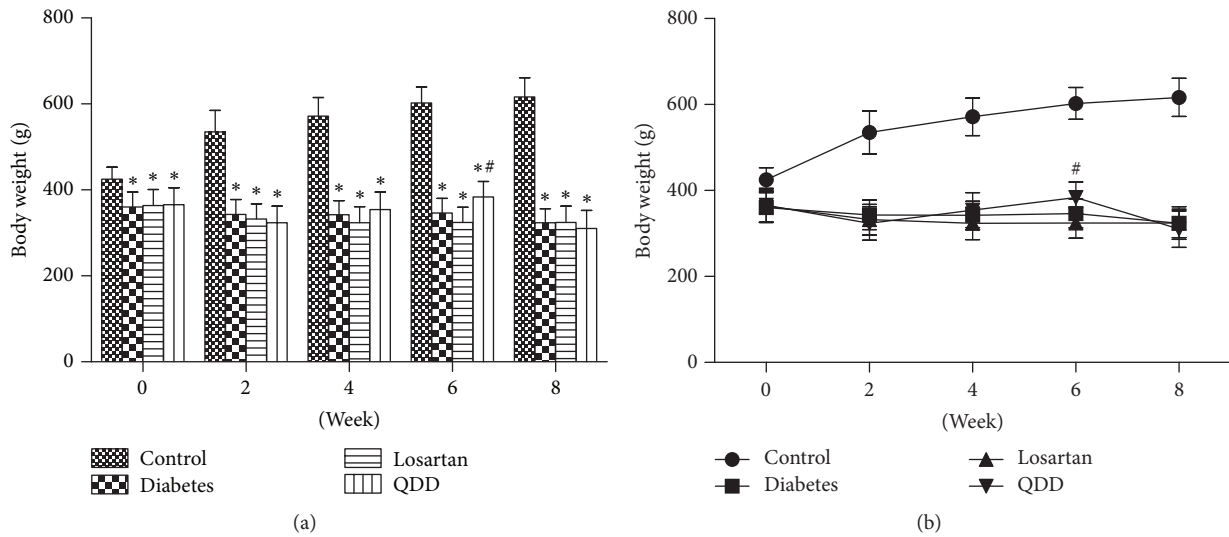 800
600
400
200
0
Body weight (g)
* * *
* * *
* * *
* * *#
* * *
0 2 4 6 8
(Week)
Control Losartan
Diabetes QDD
(a)
800
600
400
200
0
Body weight (g)
#
0 2 4 6 8
(Week)
Control Losartan
Diabetes QDD
(b)